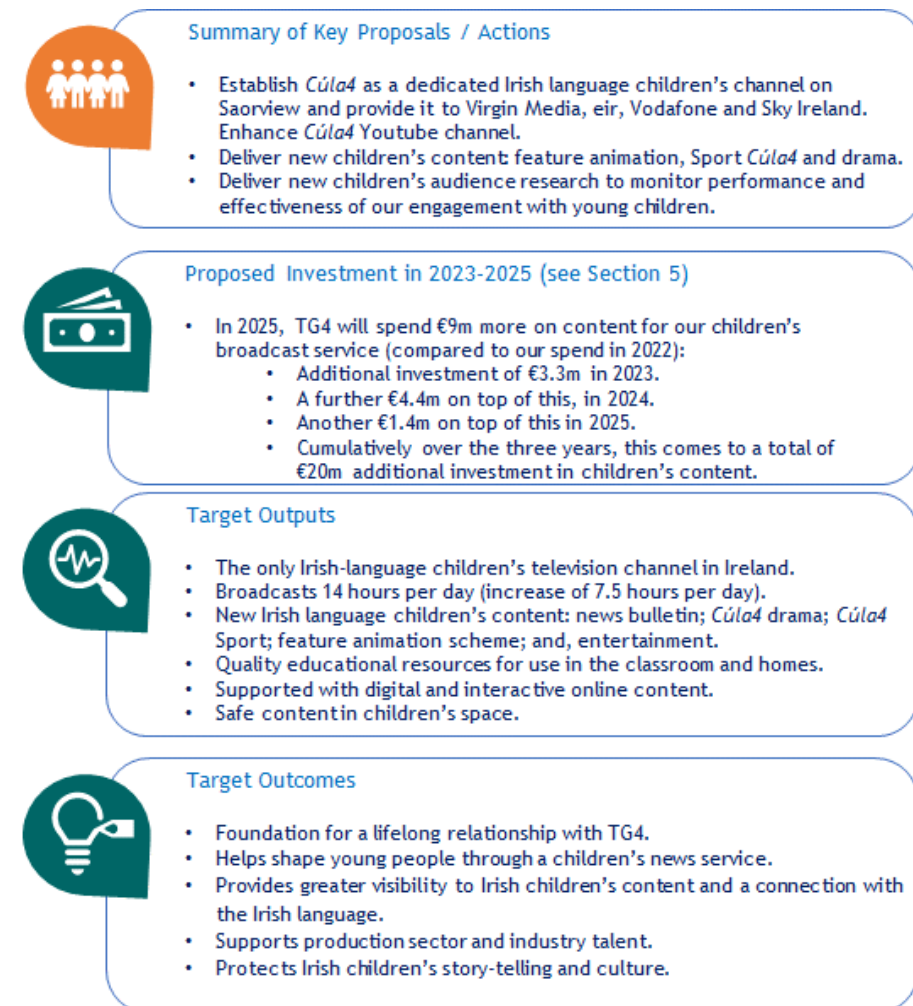 Summary of Key Proposals / Actions
• Establish Cúla4 as a dedicated Irish language children's channel on
Saorview and provide it to Virgin Media, eir, Vodafone and Sky Ireland.
Enhance Cúla4 Youtube channel.
• Deliver new children's content: feature animation, Sport Cúla4 and drama.
• Deliver new children's audience research to monitor performance and
effectiveness of our engagement with young children.
Proposed Investment in 2023-2025 (see Section 5)
• In 2025, TG4 will spend €9m more on content for our children's
broadcast service (compared to our spend in 2022):
• Additional investment of €3.3m in 2023.
• A further €4.4m on top of this, in 2024.
• Another €1.4m on top of this in 2025.
• Cumulatively over the three years, this comes to a total of
€20m additional investment in children's content.
Target Outputs
• The only Irish-language children's television channel in Ireland.
• Broadcasts 14 hours per day (increase of 7.5 hours per day).
• New Irish language children's content: news bulletin; Cúla4 drama; Cúla4
Sport; feature animation scheme; and, entertainment.
• Quality educational resources for use in the classroom and homes.
• Supported with digital and interactive online content.
• Safe content in children's space.
Target Outcomes
• Foundation for a lifelong relationship with TG4.
• Helps shape young people through a children's news service.
• Provides greater visibility to Irish children's content and a connection with
the Irish language.
• Supports production sector and industry talent.
• Protects Irish children's story-telling and culture.